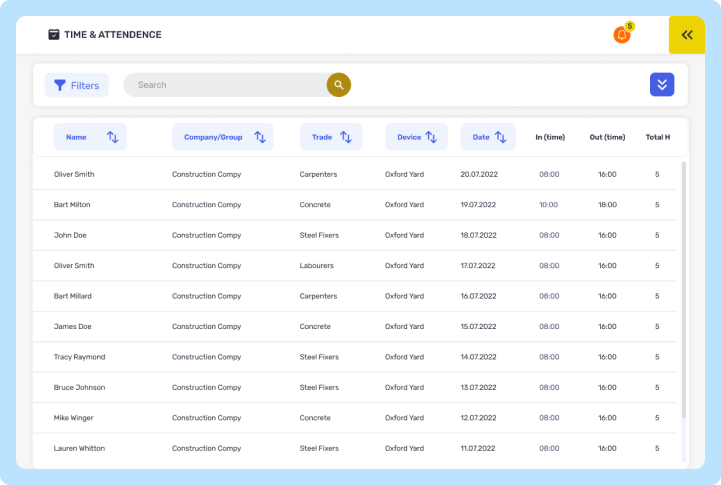 TIME & ATTENDENCE
5
Filters
Search
Name Company/Group Trade Device Date In (time) Out (time) Total H
Oliver Smith Construction Compy Carpenters Oxford Yard 20.07.2022 08:00 16:00 5
Bart Milton Construction Compy Concrete Oxford Yard 19.07.2022 10:00 18:00 5
John Doe Construction Compy Steel Fixers Oxford Yard 18.07.2022 08:00 16:00 5
Oliver Smith Construction Compy Labourers Oxford Yard 17.07.2022 08:00 16:00 5
Bart Millard Construction Compy Carpenters Oxford Yard 16.07.2022 08:00 16:00 5
James Doe Construction Compy Concrete Oxford Yard 15.07.2022 08:00 16:00 5
Tracy Raymond Construction Compy Steel Fixers Oxford Yard 14.07.2022 08:00 16:00 5
Bruce Johnson Construction Compy Steel Fixers Oxford Yard 13.07.2022 08:00 16:00 5
Mike Winger Construction Compy Concrete Oxford Yard 12.07.2022 08:00 16:00 5
Lauren Whitton Construction Compy Steel Fixers Oxford Yard 11.07.2022 08:00 16:00 5